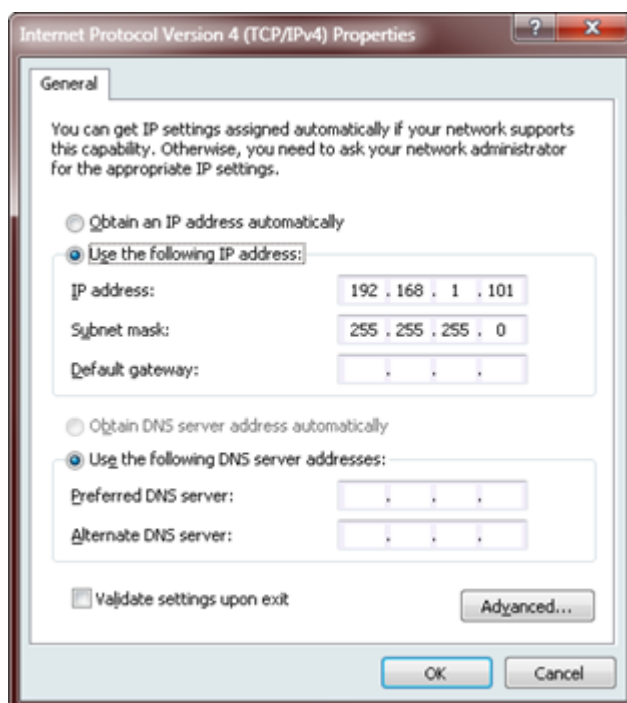 Internet Protocol Version 4 (TCP/IPv4) Properties
General
You can get IP settings assigned automatically if your network supports
this capability. Otherwise, you need to ask your network administrator
for the appropriate IP settings.
Obtain an IP address automatically
Use the following IP address:
IP address: 192 . 168 . 1 . 101
Subnet mask: 255 . 255 . 255 . 0
Default gateway: . . .
Obtain DNS server address automatically
Use the following DNS server addresses:
Preferred DNS server: . . .
Alternate DNS server: . . .
Validate settings upon exit
Advanced...
OK Cancel